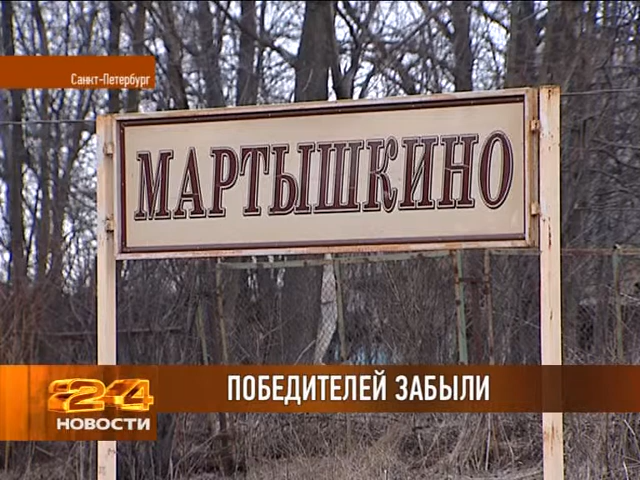 Санкт-Петербург
МАРТЫШКИНО
ПОБЕДИТЕЛЕЙ ЗАБЫЛИ
24
НОВОСТИ